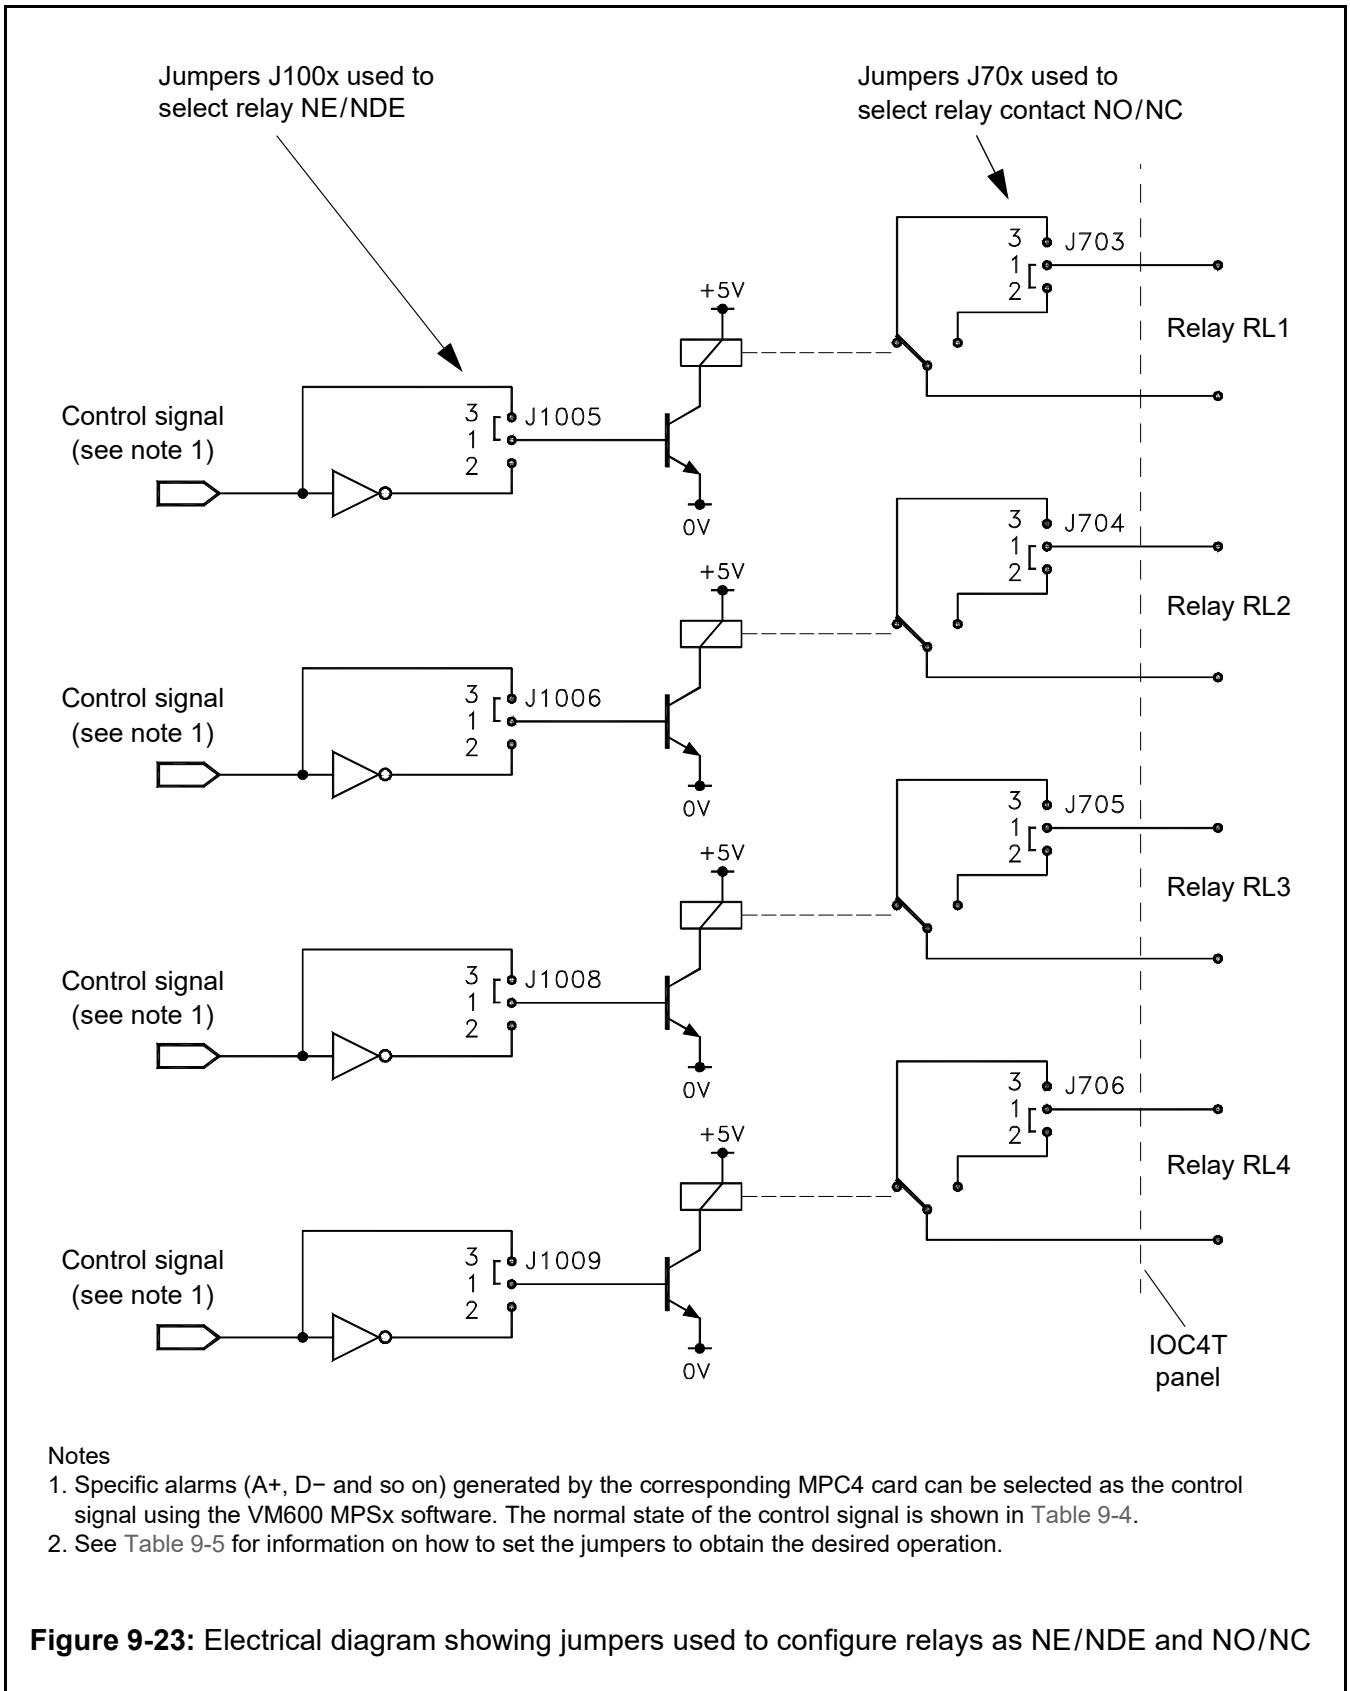 Jumpers J100x used to
select relay NE/NDE
Jumpers J70x used to
select relay contact NO/NC
3
J703
1
2
Relay RL1
+5V
Control signal
(see note 1)
3
J1005
1
2
0V
3
J704
1
2
Relay RL2
+5V
Control signal
(see note 1)
3
J1006
1
2
0V
3
J705
1
2
Relay RL3
+5V
Control signal
(see note 1)
3
J1008
1
2
0V
3
J706
1
2
Relay RL4
+5V
Control signal
(see note 1)
3
J1009
1
2
0V
IOC4T
panel
Notes
1. Specific alarms (A+, D− and so on) generated by the corresponding MPC4 card can be selected as the control
signal using the VM600 MPSx software. The normal state of the control signal is shown in Table 9-4.
2. See Table 9-5 for information on how to set the jumpers to obtain the desired operation.
Figure 9-23: Electrical diagram showing jumpers used to configure relays as NE/NDE and NO/NC